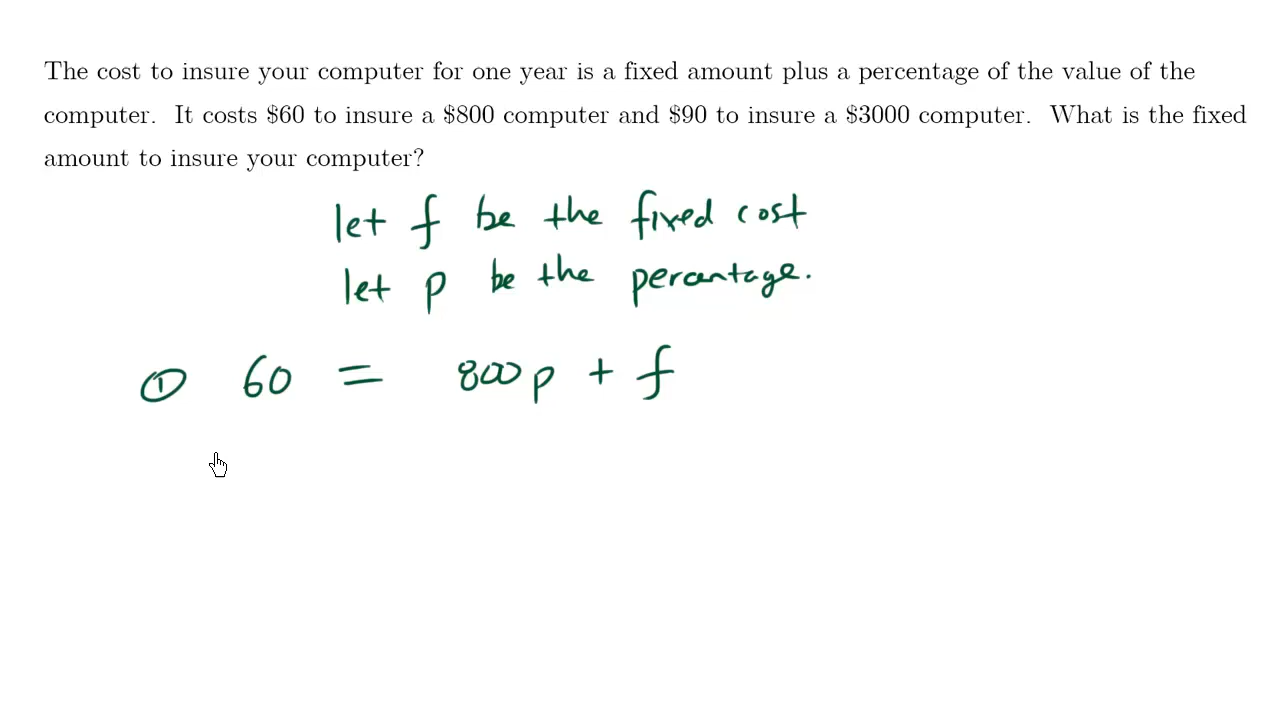 The cost to insure your computer for one year is a fixed amount plus a percentage of the value of the
computer. It costs $60 to insure a $800 computer and $90 to insure a $3000 computer. What is the fixed
amount to insure your computer?
let f be the fixed cost
let p be the percentage.
① 60 = 800p + f